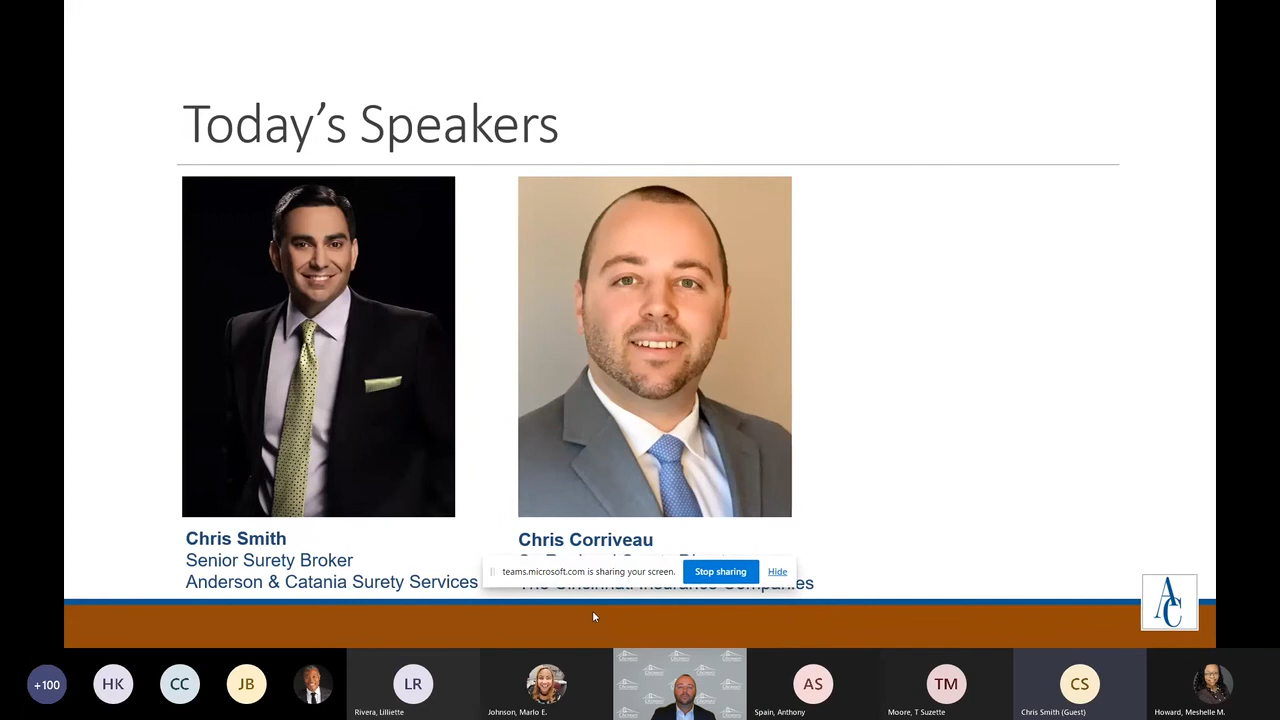 Today's Speakers
Chris Smith
Senior Surety Broker
Anderson & Catania Surety Services
Chris Corriveau
The Cincinnati Insurance Companies
teams.microsoft.com is sharing your screen.
Stop sharing
Hide
AC
+100
HK
CC
JB
LR
Rivera, Lilliette
Johnson, Marlo E.
AS
Spain, Anthony
TM
Moore, T Suzette
CS
Chris Smith (Guest)
Howard, Meshelle M.